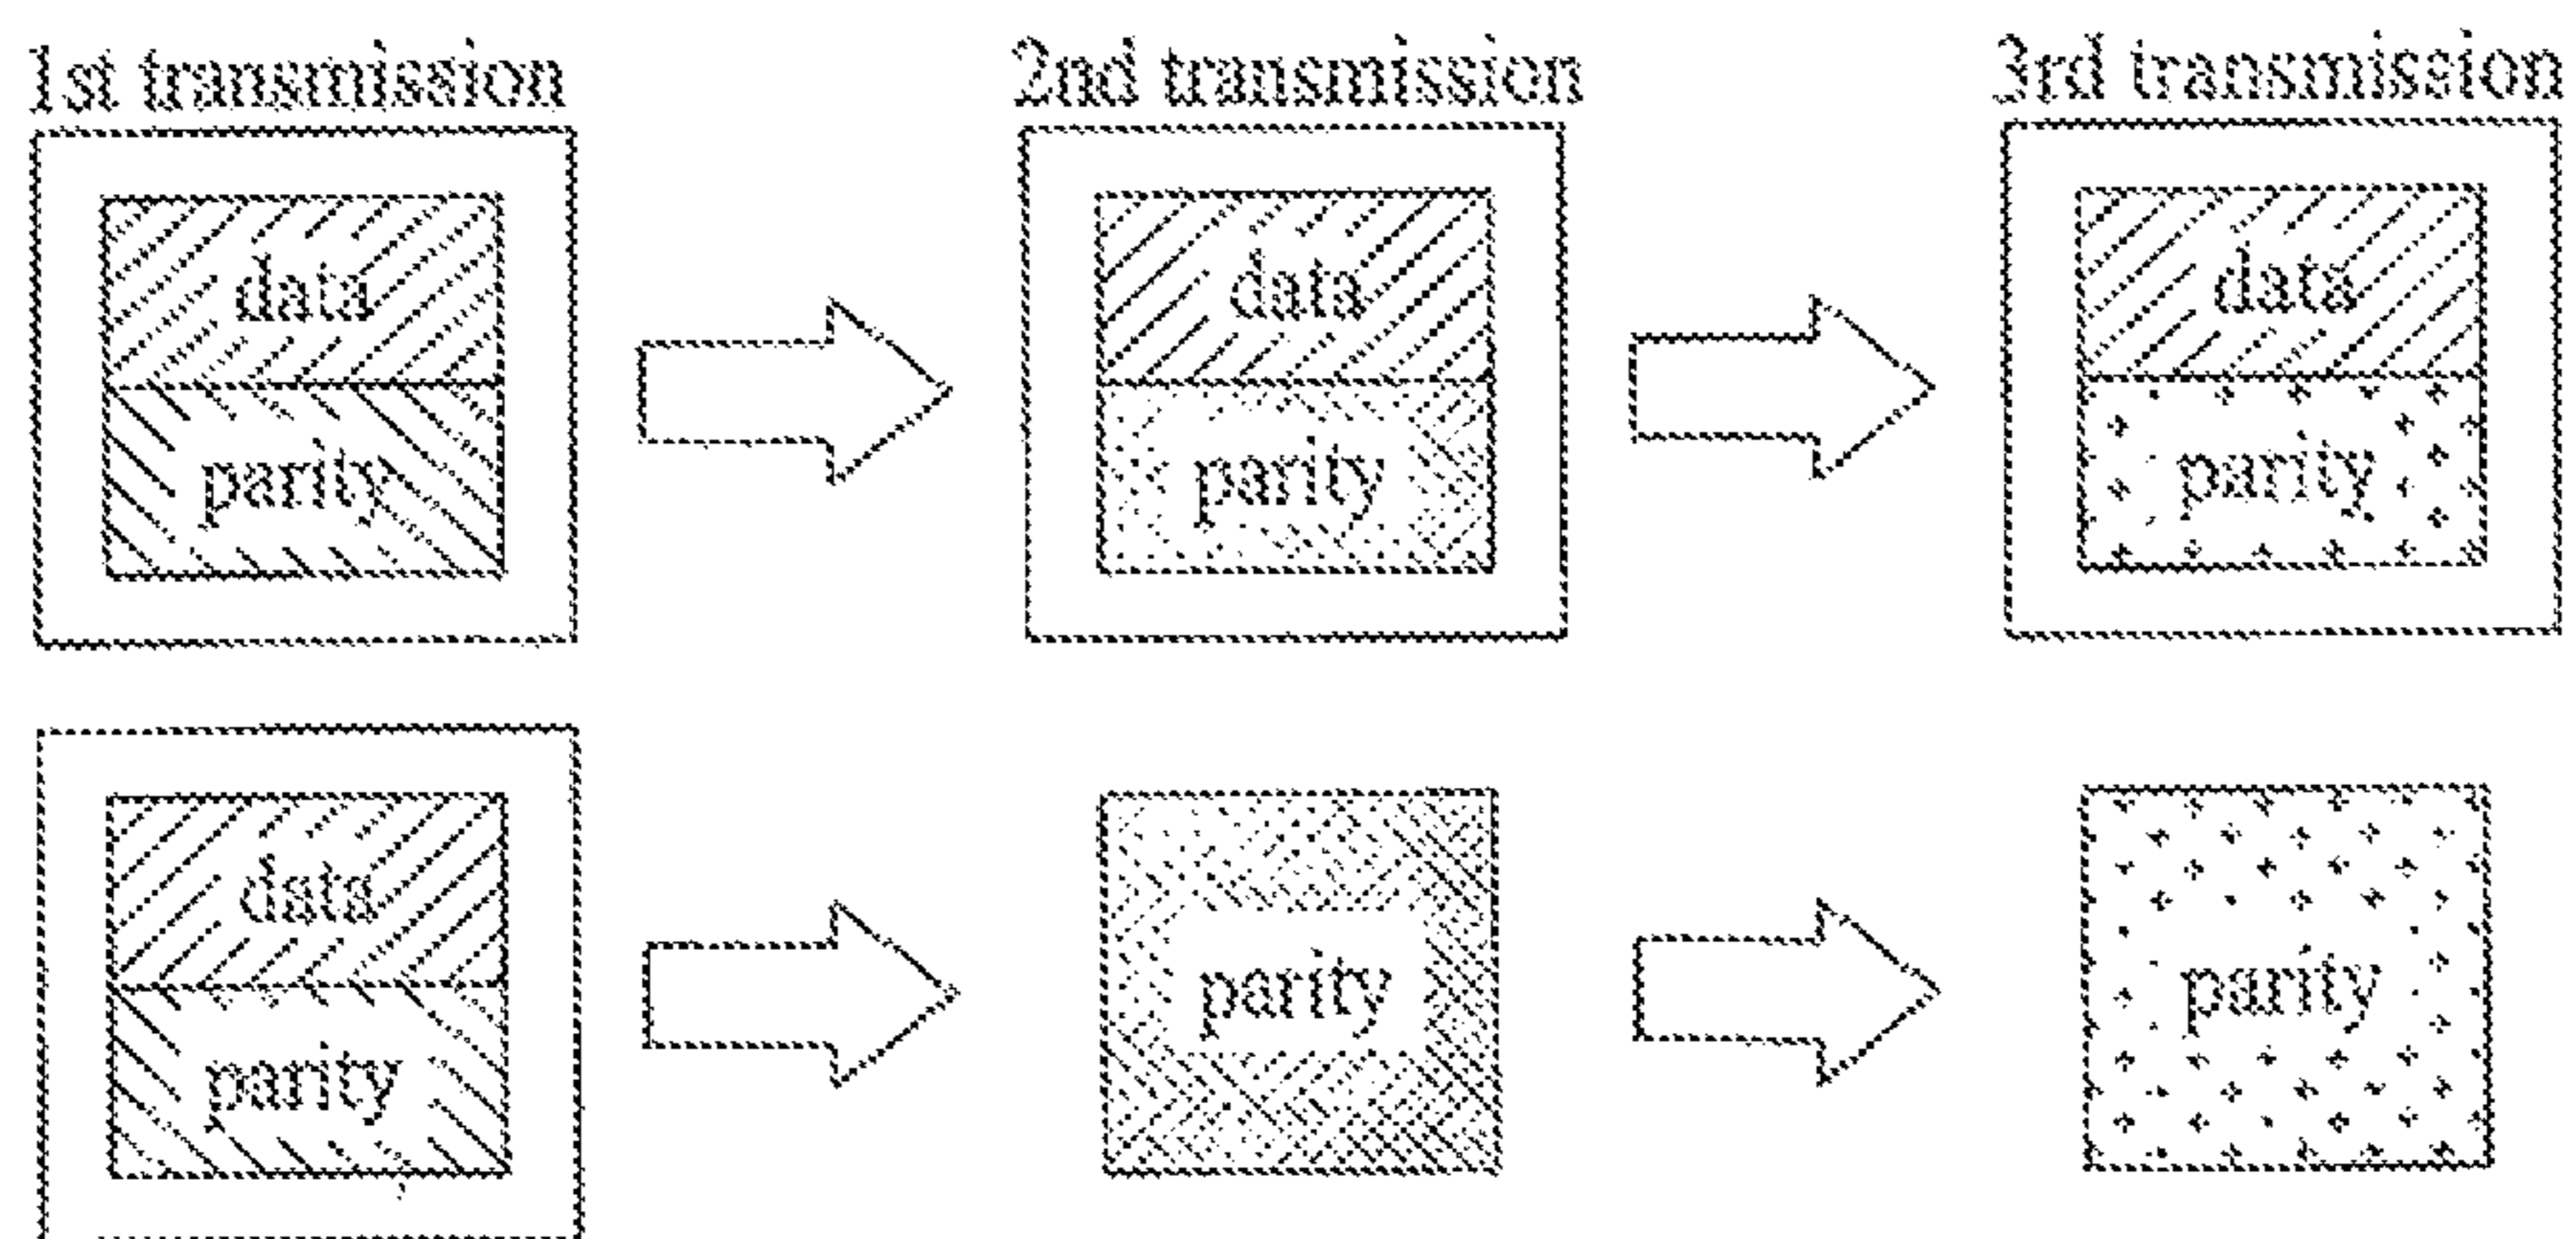 1st transmission 2nd transmission 3rd transmission
data data data
parity parity parity
data
parity parity
parity